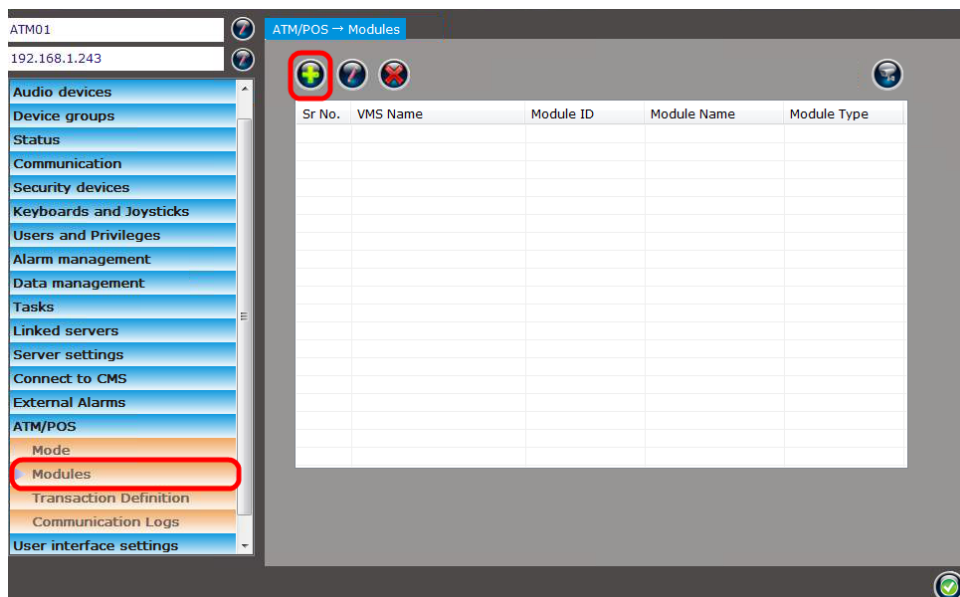 ATM01
192.168.1.243
Audio devices
Device groups
Status
Communication
Security devices
Keyboards and Joysticks
Users and Privileges
Alarm management
Data management
Tasks
Linked servers
Server settings
Connect to CMS
External Alarms
ATM/POS
Mode
Modules
Transaction Definition
Communication Logs
User interface settings
ATM/POS → Modules
Sr No. VMS Name Module ID Module Name Module Type